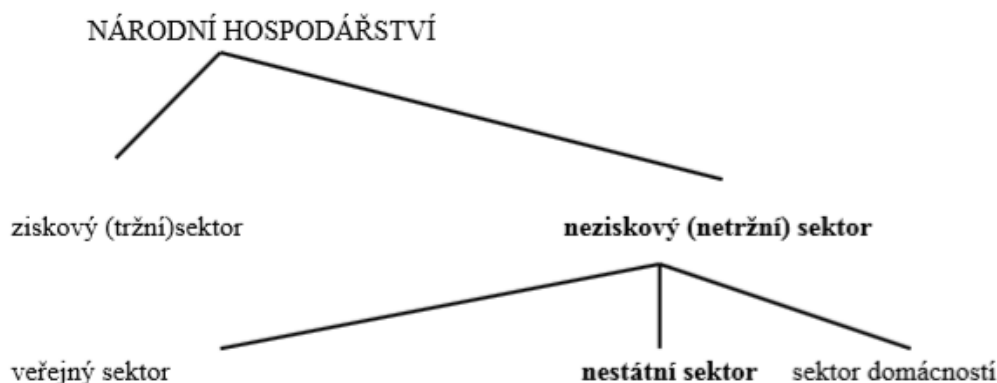 NÁRODNÍ HOSPODÁŘSTVÍ
ziskový (tržní)sektor neziskový (netržní) sektor
veřejný sektor nestátní sektor sektor domácností